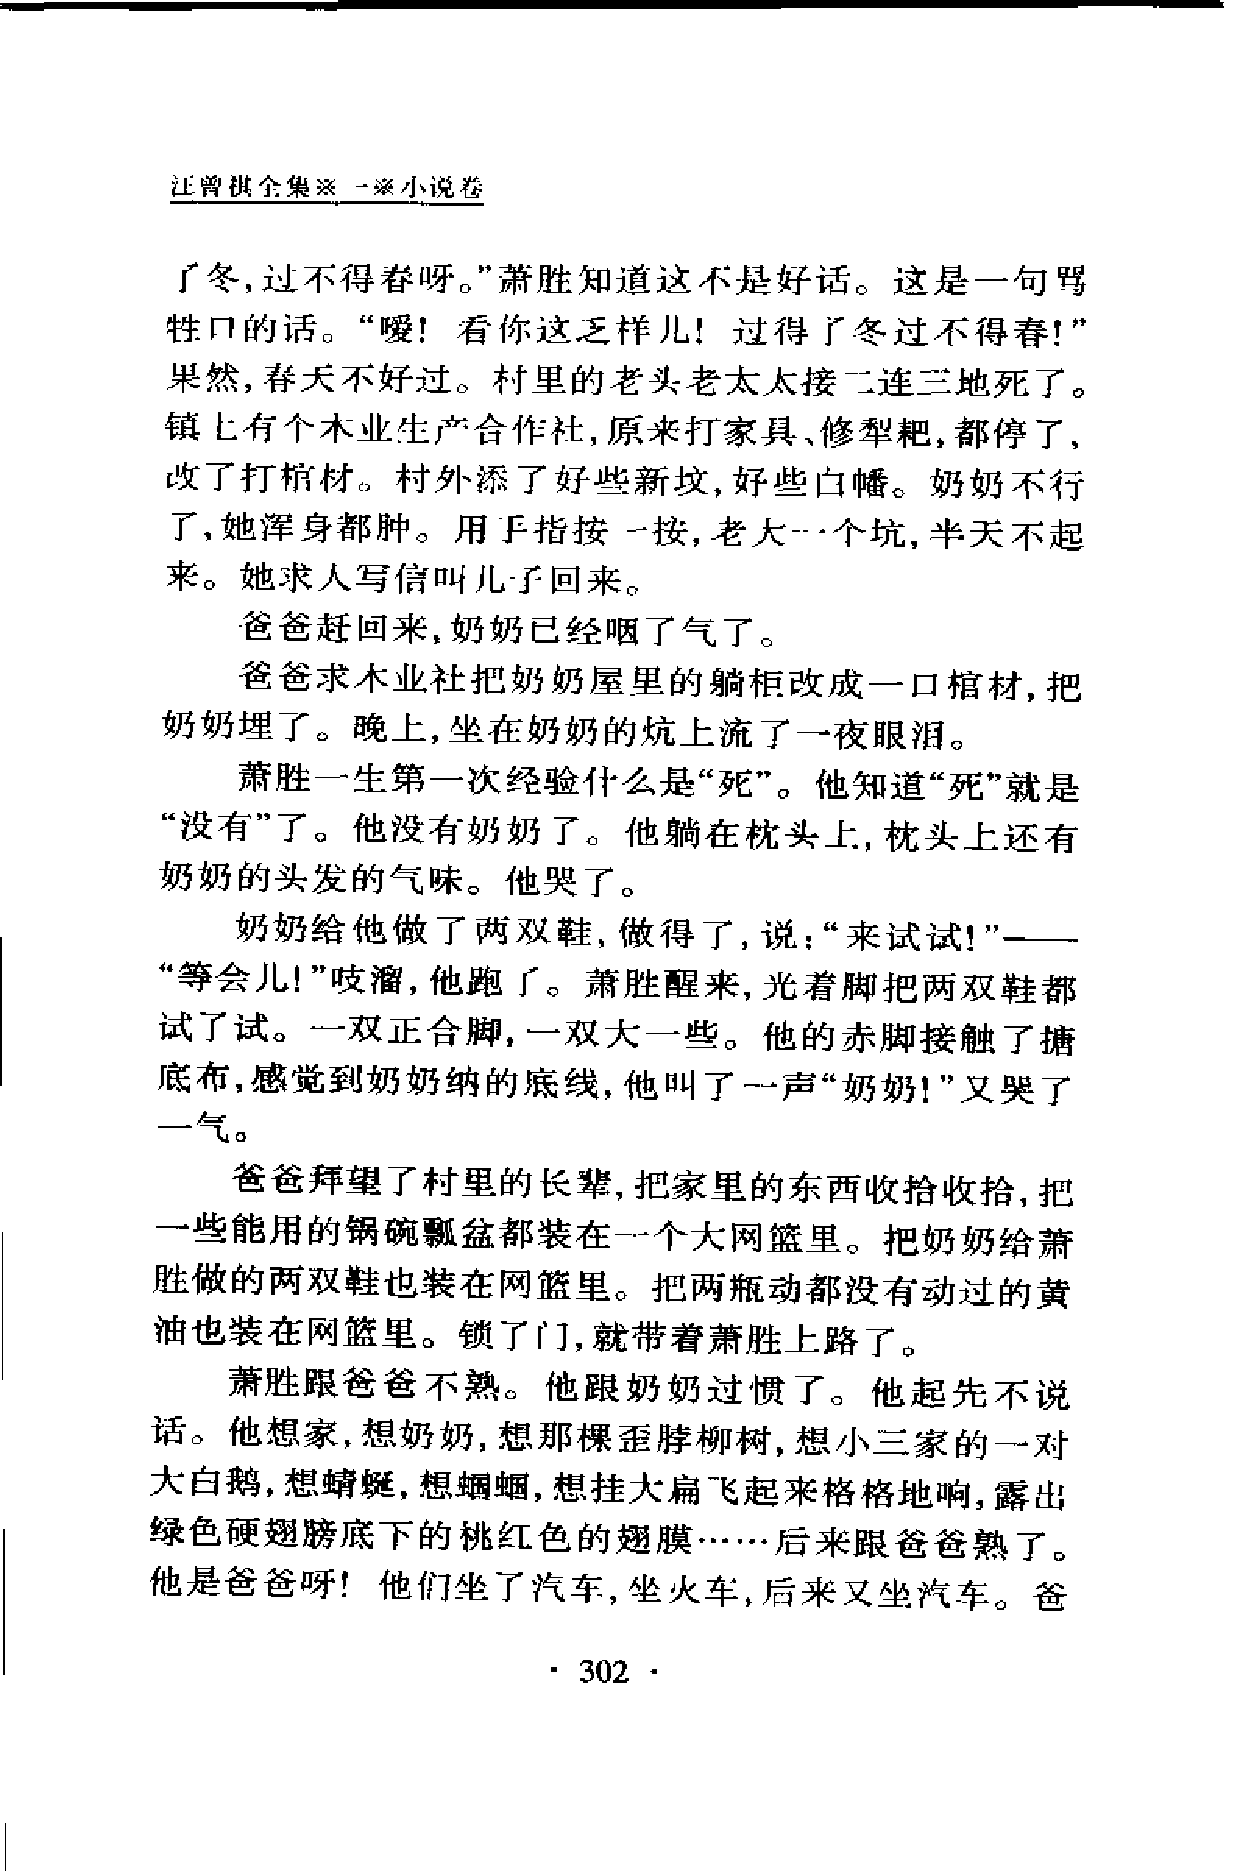 汪曾祺全集※一※小说卷
了冬,过不得春呀。”萧胜知道这不是好话。这是一句骂
牲口的话。“嗳!看你这乏样儿!过得了冬过不得春!”
果然,春天不好过。村里的老头老太太接二连三地死了。
镇上有个木业生产合作社,原来打家具、修犁耙,都停了,
改了打棺材。村外添了好些新坟,好些白幡。奶奶不行
了,她浑身都肿。用手指按一按,老大一个坑,半天不起
来。她求人写信叫儿子回来。
爸爸赶回来,奶奶已经咽了气了。
爸爸求木业社把奶奶屋里的躺柜改成一口棺材,把
奶奶埋了。晚上,坐在奶奶的炕上流了一夜眼泪。
萧胜一生第一次经验什么是“死”。他知道“死”就是
“没有”了。他没有奶奶了。他躺在枕头上,枕头上还有
奶奶的头发的气味。他哭了。
奶奶给他做了两双鞋,做得了,说:“来试试!”——
“等会儿!”吱溜,他跑了。萧胜醒来,光着脚把两双鞋都
试了试。一双正合脚,一双大一些。他的赤脚接触了搪
底布,感觉到奶奶纳的底线,他叫了一声“奶奶!”又哭了
一气。
爸爸拜望了村里的长辈,把家里的东西收拾收拾,把
一些能用的锅碗瓢盆都装在一个大网篮里。把奶奶给萧
胜做的两双鞋也装在网篮里。把两瓶动都没有动过的黄
油也装在网篮里。锁了门,就带着萧胜上路了。
萧胜跟爸爸不熟。他跟奶奶过惯了。他起先不说
话。他想家,想奶奶,想那棵歪脖柳树,想小三家的一对
大白鹅,想蜻蜓,想蝈蝈,想挂大扁飞起来格格地响,露出
绿色硬翅膀底下的桃红色的翅膜……后来跟爸爸熟了。
他是爸爸呀!他们坐了汽车,坐火车,后来又坐汽车。爸
· 302 ·